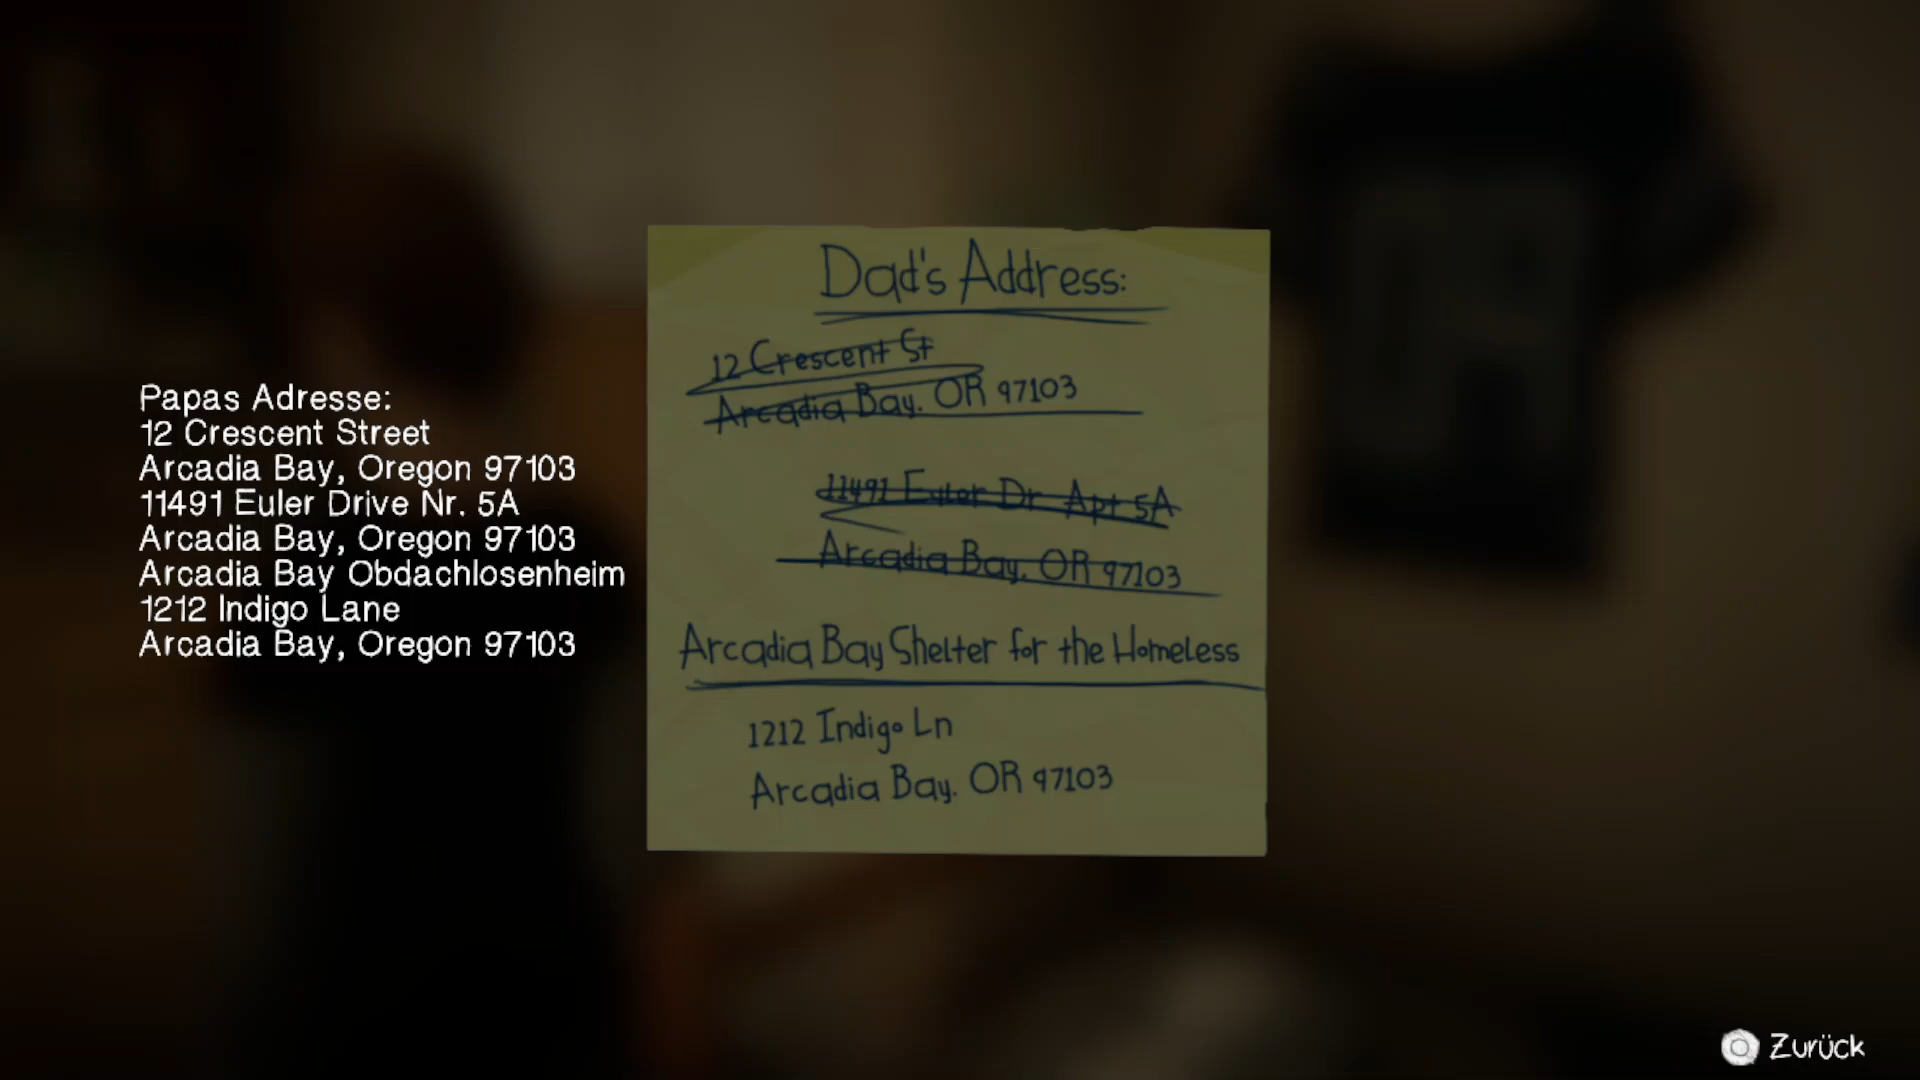 Papas Adresse:
12 Crescent Street
Arcadia Bay, Oregon 97103
11491 Euler Drive Nr. 5A
Arcadia Bay, Oregon 97103
Arcadia Bay Obdachlosenheim
1212 Indigo Lane
Arcadia Bay, Oregon 97103
Dad's Address:
12 Crescent St
Arcadia Bay. OR 97103
11491 Euler Dr Apt 5A
Arcadia Bay. OR 97103
Arcadia Bay Shelter for the Homeless
1212 Indigo Ln
Arcadia Bay. OR 97103
Zurück